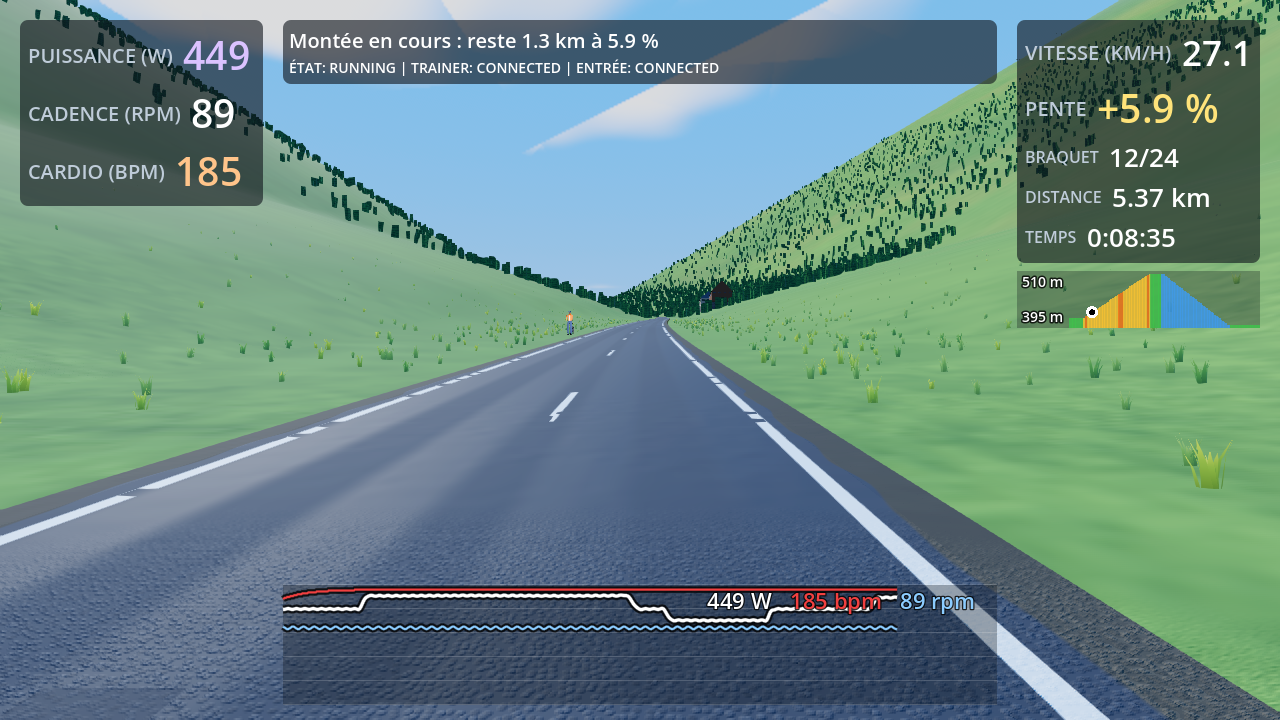 PUISSANCE (W) 449
CADENCE (RPM) 89
CARDIO (BPM) 185
Montée en cours : reste 1.3 km à 5.9 %
ÉTAT: RUNNING | TRAINER: CONNECTED | ENTRÉE: CONNECTED
VITESSE (KM/H) 27.1
PENTE +5.9 %
BRAQUET 12/24
DISTANCE 5.37 km
TEMPS 0:08:35
510 m
395 m
449 W 185 bpm 89 rpm